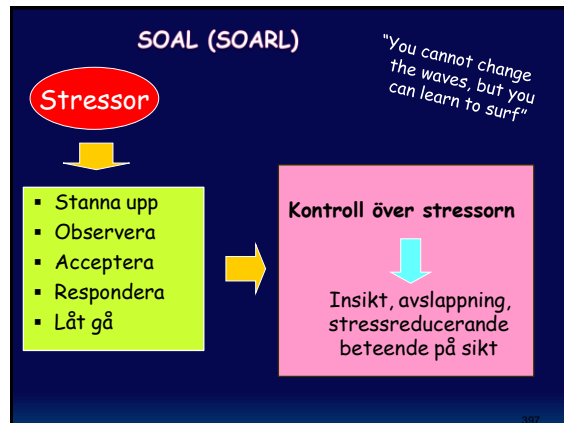 SOAL (SOARL)
"You cannot change
the waves, but you
can learn to surf"
Stressor
▪ Stanna upp
▪ Observera
▪ Acceptera
▪ Respondera
▪ Låt gå
Kontroll över stressorn
Insikt, avslappning,
stressreducerande
beteende på sikt
397